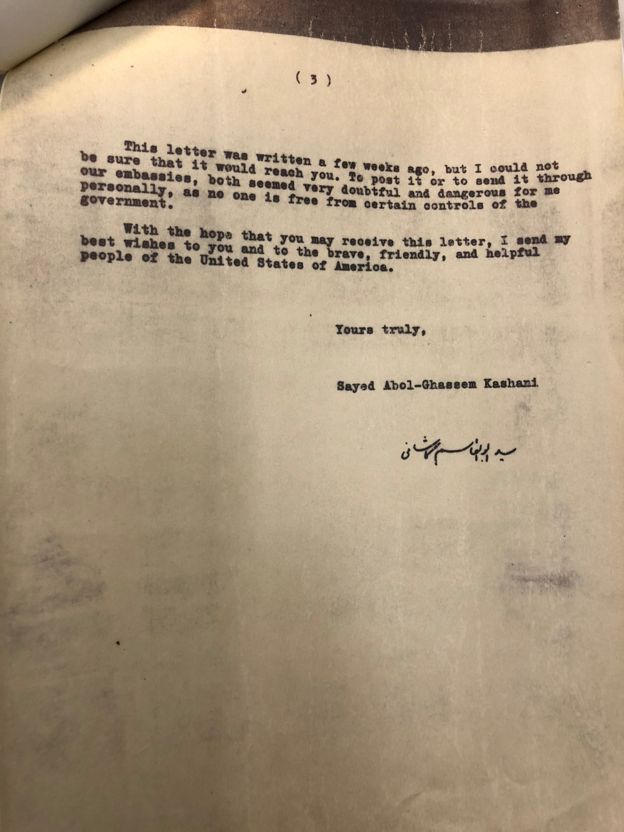 ( 3 )
This letter was written a few weeks ago, but I could not
be sure that it would reach you. To post it or to send it through
our embassies, both seemed very doubtful and dangerous for me
personally, as no one is free from certain controls of the
government.
With the hope that you may receive this letter, I send my
best wishes to you and to the brave, friendly, and helpful
people of the United States of America.
Yours truly,
Sayed Abol-Ghassem Kashani
سید ابوالقاسم کاشانی